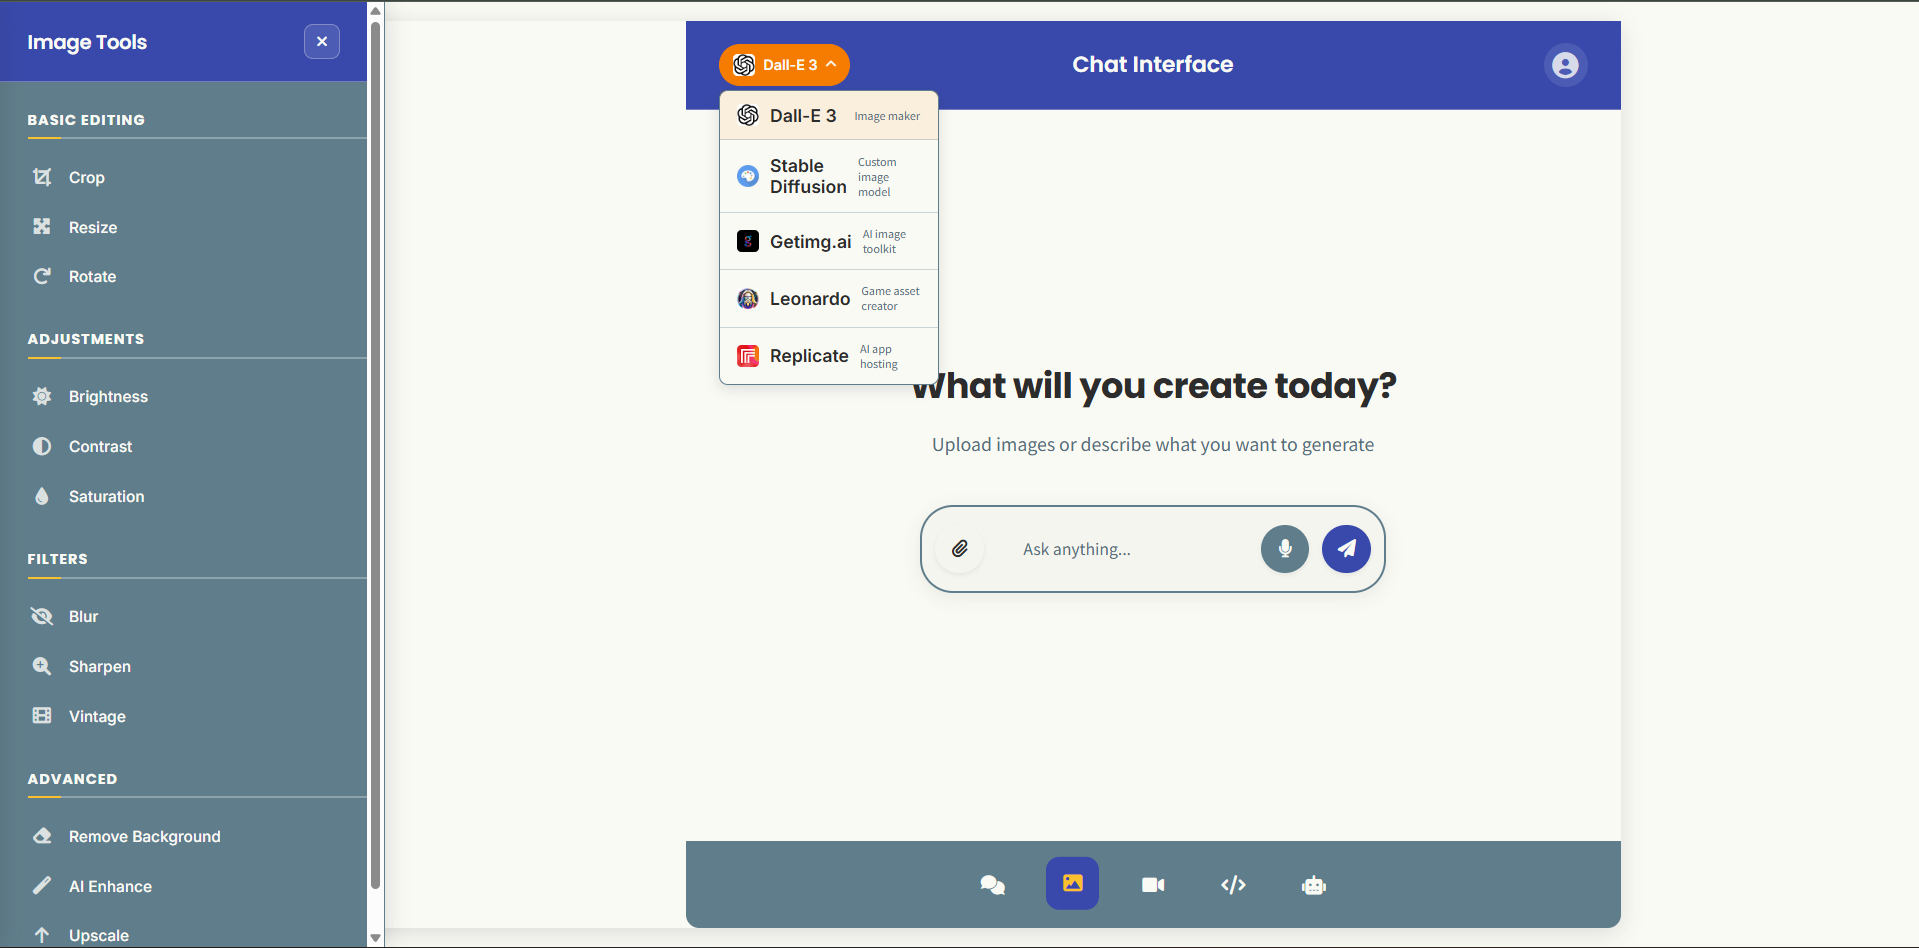 Image Tools
BASIC EDITING
Crop
Resize
Rotate
ADJUSTMENTS
Brightness
Contrast
Saturation
FILTERS
Blur
Sharpen
Vintage
ADVANCED
Remove Background
AI Enhance
Upscale
Dall-E 3
Chat Interface
Dall-E 3 Image maker
Stable
Diffusion
Custom
image
model
Getimg.ai
AI image
toolkit
Leonardo
Game asset
creator
Replicate
AI app
hosting
What will you create today?
Upload images or describe what you want to generate
Ask anything...